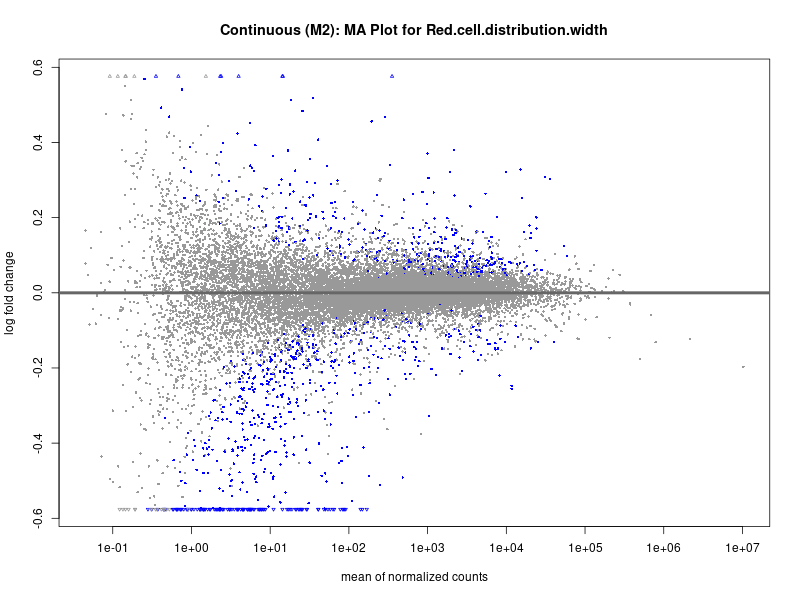 Continuous (M2): MA Plot for Red.cell.distribution.width
0.6
0.4
0.2
0.0
-0.2
-0.4
-0.6
log fold change
1e-01 1e+00 1e+01 1e+02 1e+03 1e+04 1e+05 1e+06 1e+07
mean of normalized counts